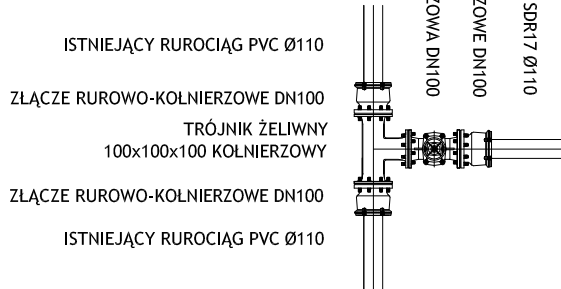 ISTNIEJĄCY RUROCIĄG PVC Ø110
ZŁĄCZE RUROWO-KOŁNIERZOWE DN100
TRÓJNIK ŻELIWNY
100x100x100 KOŁNIERZOWY
ZŁĄCZE RUROWO-KOŁNIERZOWE DN100
ISTNIEJĄCY RUROCIĄG PVC Ø110
ZOWA DN100
ZOWE DN100
SDR17 Ø110